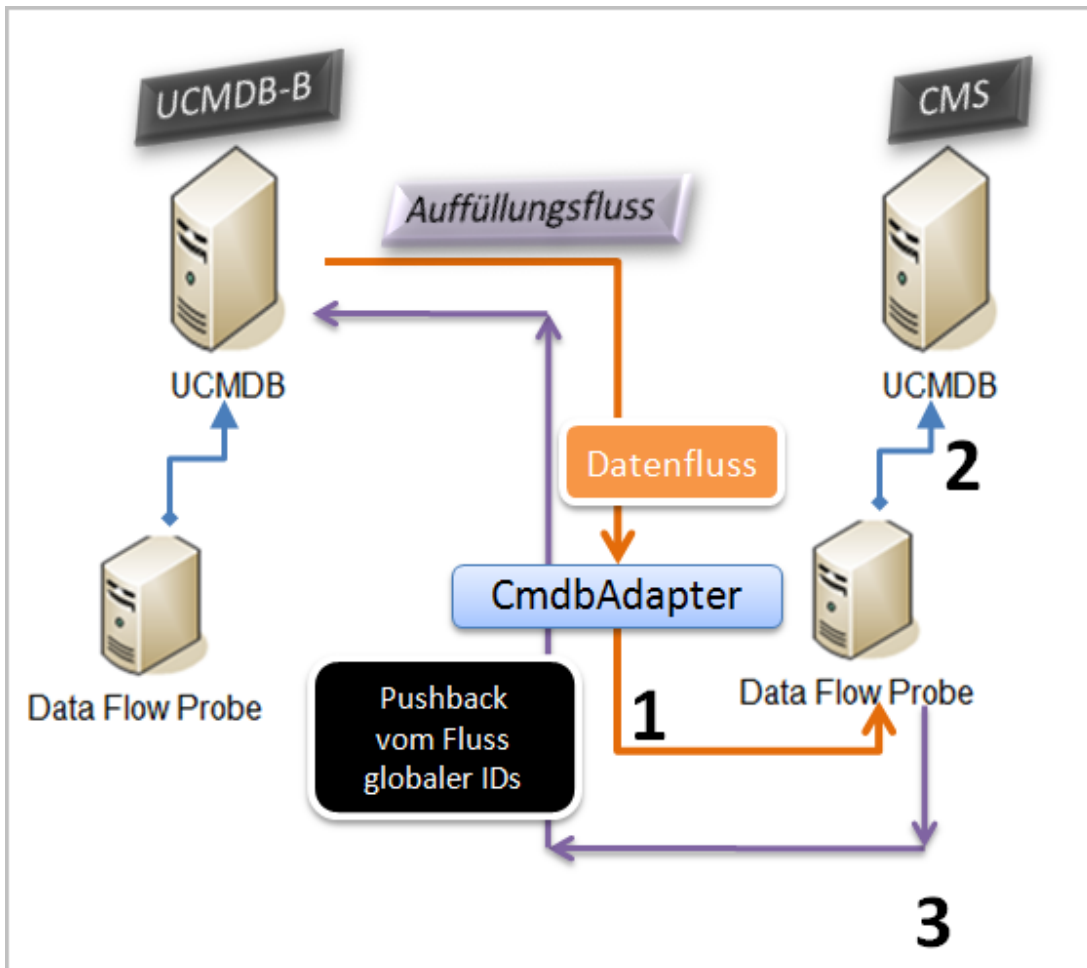 UCMDB-B
CMS
Auffüllungsfluss
UCMDB
UCMDB
Datenfluss
2
CmdbAdapter
Data Flow Probe
Data Flow Probe
Pushback
vom Fluss
globaler IDs
1
3